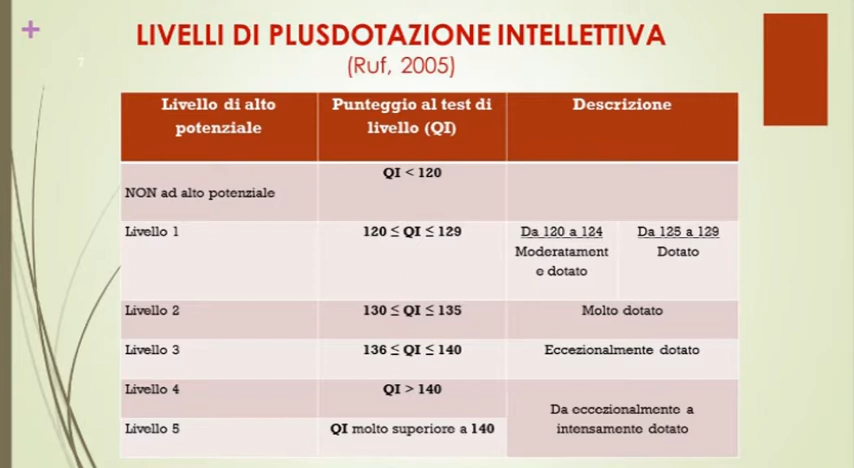 +
7
LIVELLI DI PLUSDOTAZIONE INTELLETTIVA
(Ruf, 2005)
Livello di alto potenziale
Punteggio al test di livello (QI)
Descrizione
NON ad alto potenziale
QI < 120
Livello 1
120 ≤ QI ≤ 129
Da 120 a 124
Moderatament
e dotato
Da 125 a 129
Dotato
Livello 2
130 ≤ QI ≤ 135
Molto dotato
Livello 3
136 ≤ QI ≤ 140
Eccezionalmente dotato
Livello 4
QI > 140
Da eccezionalmente a
intensamente dotato
Livello 5
QI molto superiore a 140